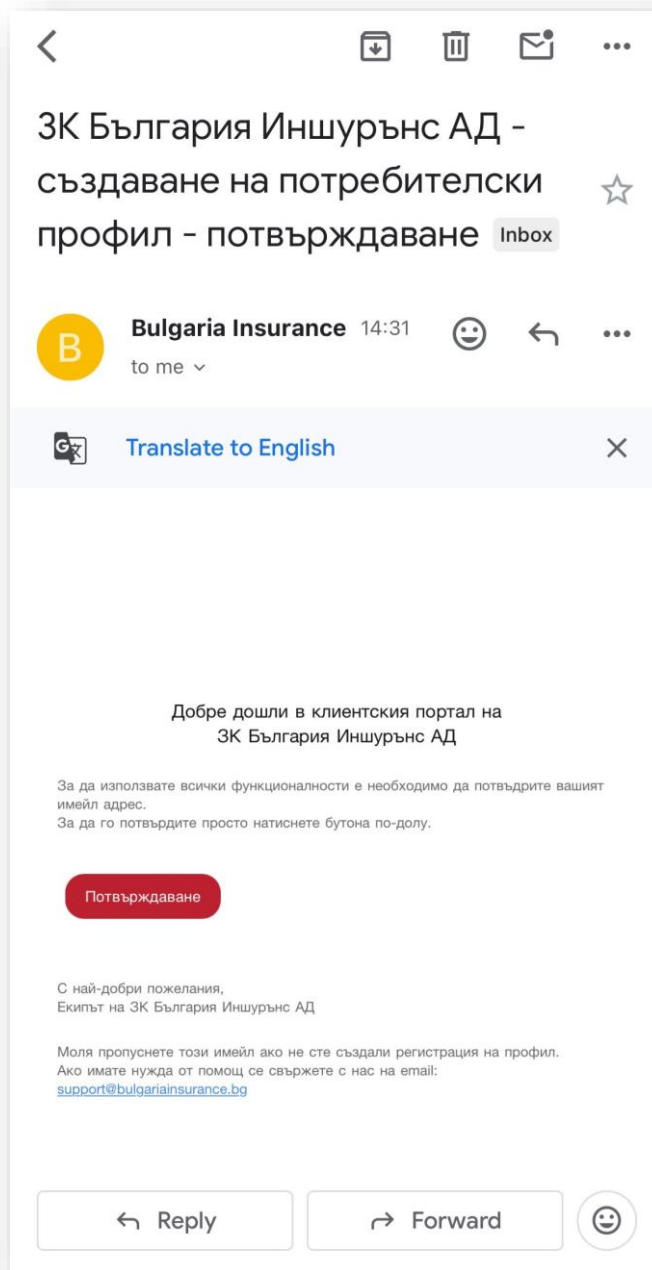 ЗК България Иншурънс АД -
създаване на потребителски
профил - потвърждаване Inbox
B
Bulgaria Insurance 14:31
to me
Translate to English
Добре дошли в клиентския портал на
ЗК България Иншурънс АД
За да използвате всички функционалности е необходимо да потвъдрите вашият
имейл адрес.
За да го потвърдите просто натиснете бутона по-долу.
Потвърждаване
С най-добри пожелания,
Екипът на ЗК България Иншурънс АД
Моля пропуснете този имейл ако не сте създали регистрация на профил.
Ако имате нужда от помощ се свържете с нас на email:
support@bulgariainsurance.bg
Reply
Forward